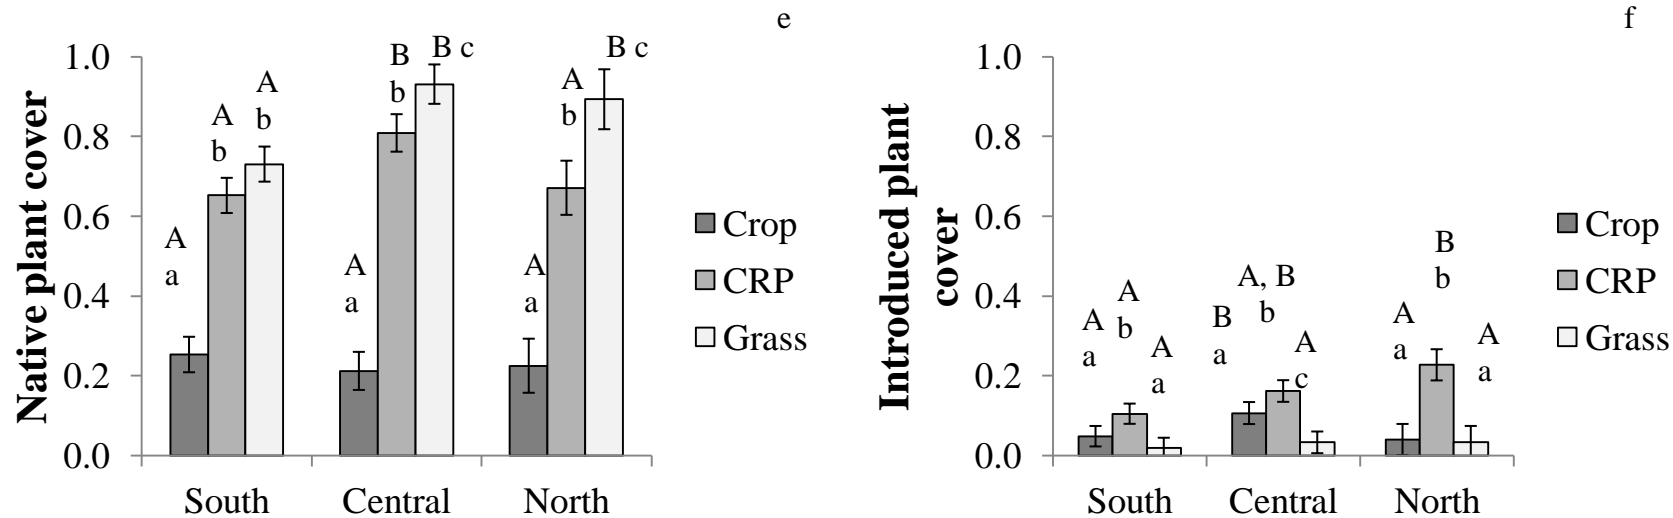 e
Native plant cover
1.0
0.8
0.6
0.4
0.2
0.0
A
a
A
b
A
b
A
a
B
b
B c
A
a
A
b
B c
South
Central
North
Crop
CRP
Grass
f
Introduced plant
cover
1.0
0.8
0.6
0.4
0.2
0.0
A
a
A
b
A
a
B
a
A, B
b
A
c
A
a
B
b
A
a
South
Central
North
Crop
CRP
Grass